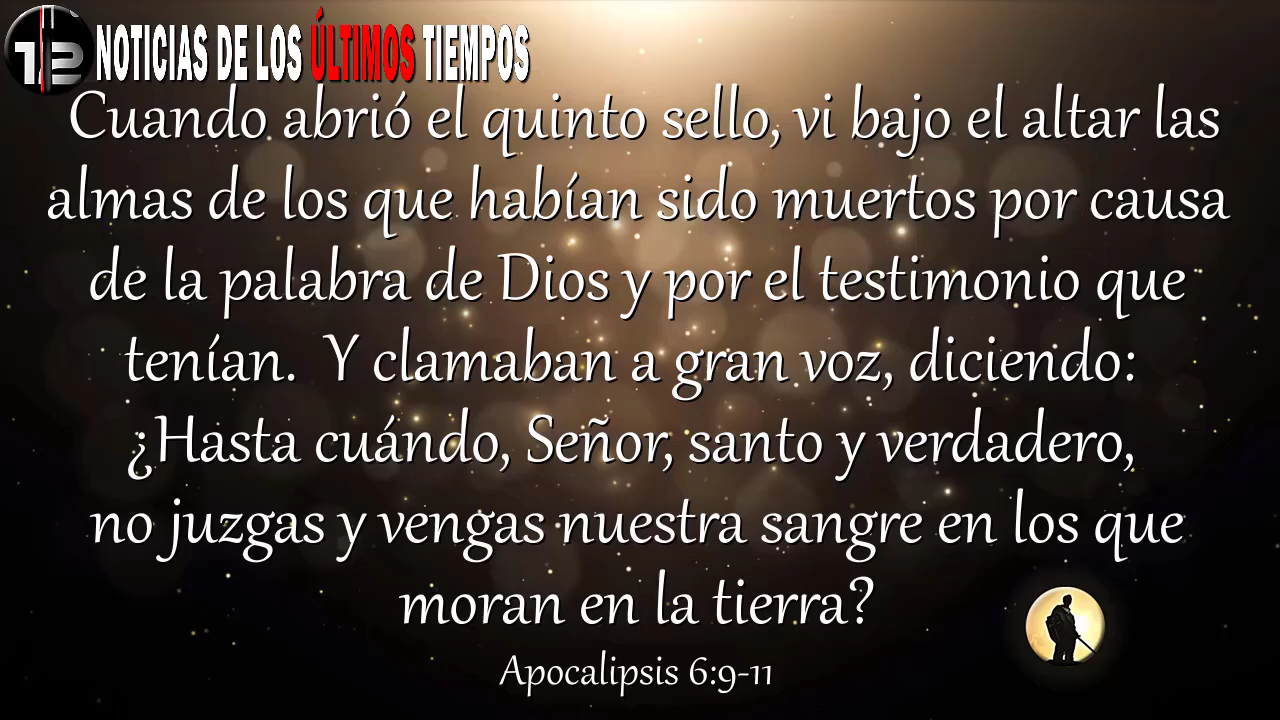 12 NOTICIAS DE LOS ÚLTIMOS TIEMPOS
Cuando abrió el quinto sello, vi bajo el altar las
almas de los que habían sido muertos por causa
de la palabra de Dios y por el testimonio que
tenían. Y clamaban a gran voz, diciendo:
¿Hasta cuándo, Señor, santo y verdadero,
no juzgas y vengas nuestra sangre en los que
moran en la tierra?
Apocalipsis 6:9-11